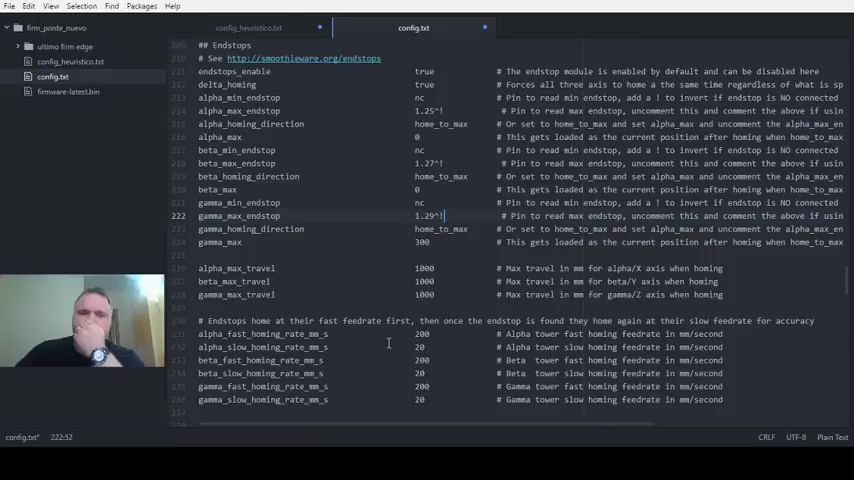 File Edit View Selection Find Packages Help
firm_ponte_nuevo
ultimo firm edge
config_heuristico.txt
config.txt
firmware-latest.bin
config_heuristico.txt config.txt
209 ## Endstops
210 # See http://smoothieware.org/endstops
211 endstops_enable true # The endstop module is enabled by default and can be disabled here
212 delta_homing true # Forces all three axis to home a the same time regardless of what is sp
213 alpha_min_endstop nc # Pin to read min endstop, add a ! to invert if endstop is NO connected
214 alpha_max_endstop 1.25^! # Pin to read max endstop, uncomment this and comment the above if usin
215 alpha_homing_direction home_to_max # Or set to home_to_max and set alpha_max and uncomment the alpha_max_en
216 alpha_max 0 # This gets loaded as the current position after homing when home_to_max
217 beta_min_endstop nc # Pin to read min endstop, add a ! to invert if endstop is NO connected
218 beta_max_endstop 1.27^! # Pin to read max endstop, uncomment this and comment the above if usin
219 beta_homing_direction home_to_max # Or set to home_to_max and set alpha_max and uncomment the alpha_max_en
220 beta_max 0 # This gets loaded as the current position after homing when home_to_max
221 gamma_min_endstop nc # Pin to read min endstop, add a ! to invert if endstop is NO connected
222 gamma_max_endstop 1.29^! # Pin to read max endstop, uncomment this and comment the above if usin
223 gamma_homing_direction home_to_max # Or set to home_to_max and set alpha_max and uncomment the alpha_max_en
224 gamma_max 300 # This gets loaded as the current position after homing when home_to_max
225
226 alpha_max_travel 1000 # Max travel in mm for alpha/X axis when homing
227 beta_max_travel 1000 # Max travel in mm for beta/Y axis when homing
228 gamma_max_travel 1000 # Max travel in mm for gamma/Z axis when homing
229
230 # Endstops home at their fast feedrate first, then once the endstop is found they home again at their slow feedrate for accuracy
231 alpha_fast_homing_rate_mm_s 200 # Alpha tower fast homing feedrate in mm/second
232 alpha_slow_homing_rate_mm_s 20 # Alpha tower slow homing feedrate in mm/second
233 beta_fast_homing_rate_mm_s 200 # Beta tower fast homing feedrate in mm/second
234 beta_slow_homing_rate_mm_s 20 # Beta tower slow homing feedrate in mm/second
235 gamma_fast_homing_rate_mm_s 200 # Gamma tower fast homing feedrate in mm/second
236 gamma_slow_homing_rate_mm_s 20 # Gamma tower slow homing feedrate in mm/second
237
config.txt* 222:52 CRLF UTF-8 Plain Text